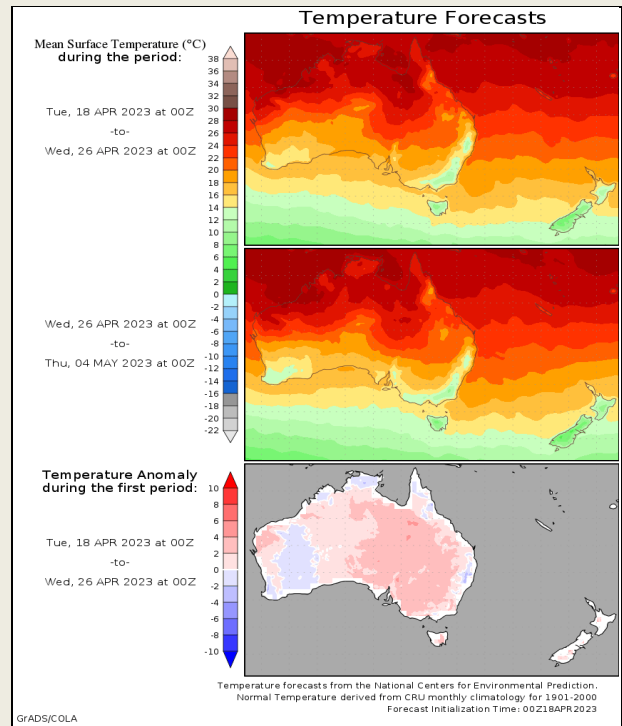 Temperature Forecasts
Mean Surface Temperature (°C)
during the period:
38
36
34
32
30
28
26
24
22
20
18
16
14
12
10
8
6
4
2
0
-2
-4
-6
-8
-10
-12
-14
-16
-18
-20
-22
Tue, 18 APR 2023 at 00Z
-to-
Wed, 26 APR 2023 at 00Z
Wed, 26 APR 2023 at 00Z
-to-
Thu, 04 MAY 2023 at 00Z
Temperature Anomaly
during the first period:
10
8
6
4
2
0
-2
-4
-6
-8
-10
Tue, 18 APR 2023 at 00Z
-to-
Wed, 26 APR 2023 at 00Z
Temperature forecasts from the National Centers for Environmental Prediction.
Normal Temperature derived from CRU monthly climatology for 1901-2000
Forecast Initialization Time: 00Z18APR2023
GrADS/COLA